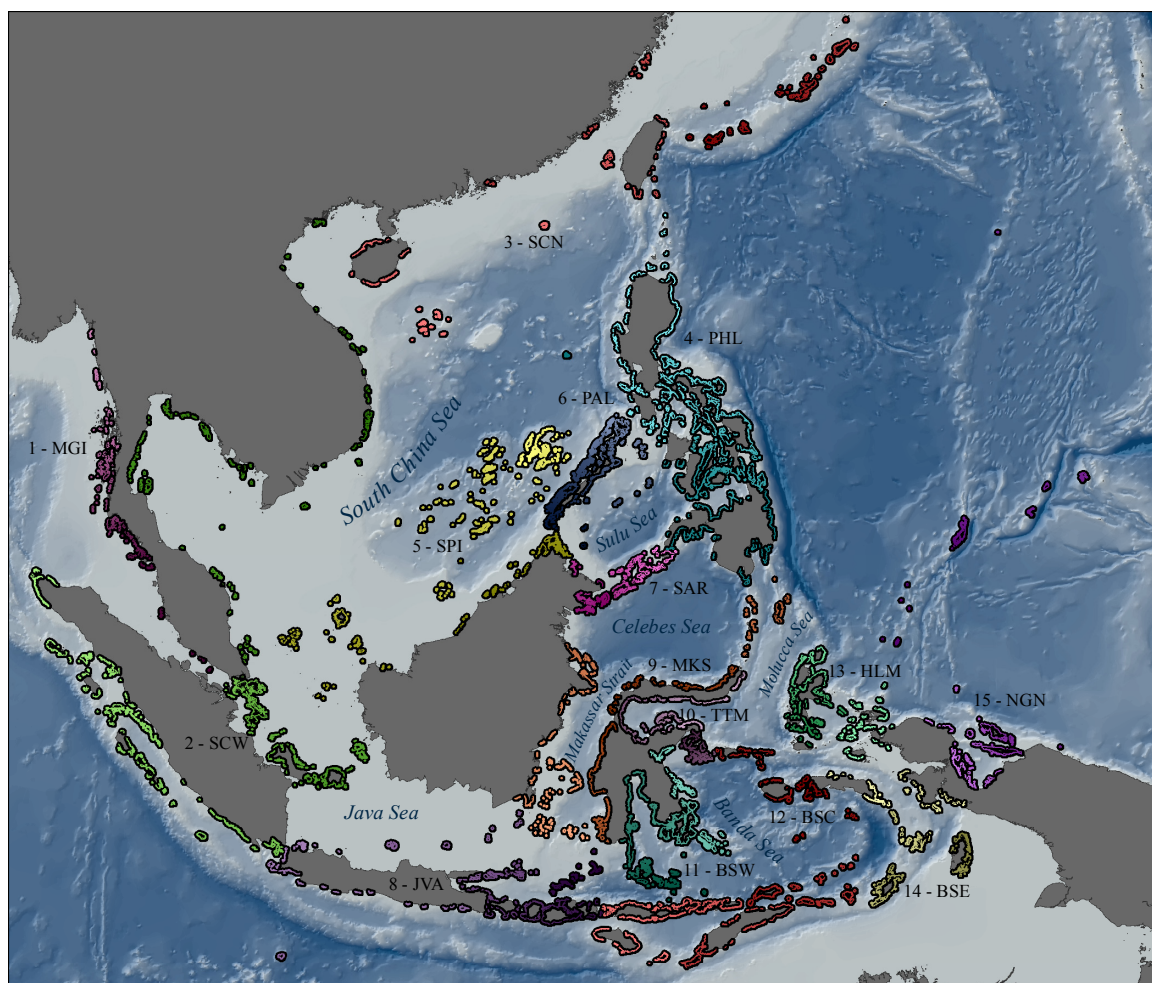 3 - SCN
4 - PHL
6 - PAL
1 - MGI
South China Sea
Sulu Sea
5 - SPI
7 - SAR
Celebes Sea
Molucca Sea
9 - MKS
13 - HLM
Makassar Strait
15 - NGN
10 - TTM
2 - SCW
Java Sea
Banda Sea
12 - BSC
11 - BSW
8 - JVA
14 - BSE